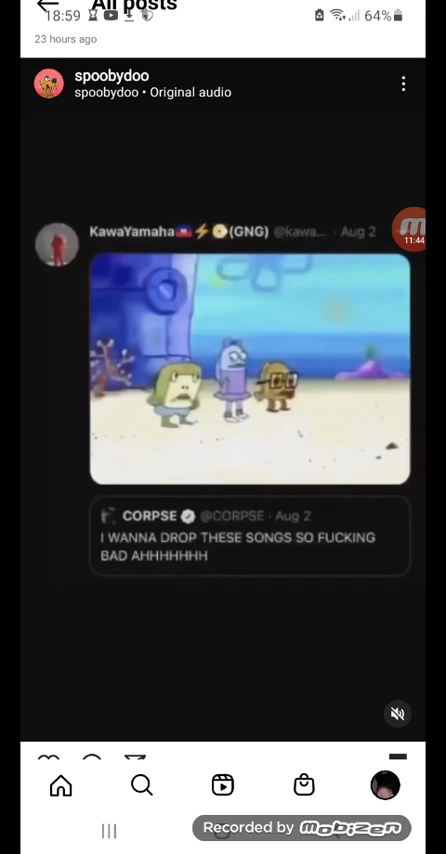 All posts
18:59
64%
23 hours ago
spoobydoo
spoobydoo • Original audio
KawaYamaha🇭🇹⚡📀(GNG) @kawa... · Aug 2
11:44
CORPSE @CORPSE · Aug 2
I WANNA DROP THESE SONGS SO FUCKING
BAD AHHHHHHH
Recorded by mobizen